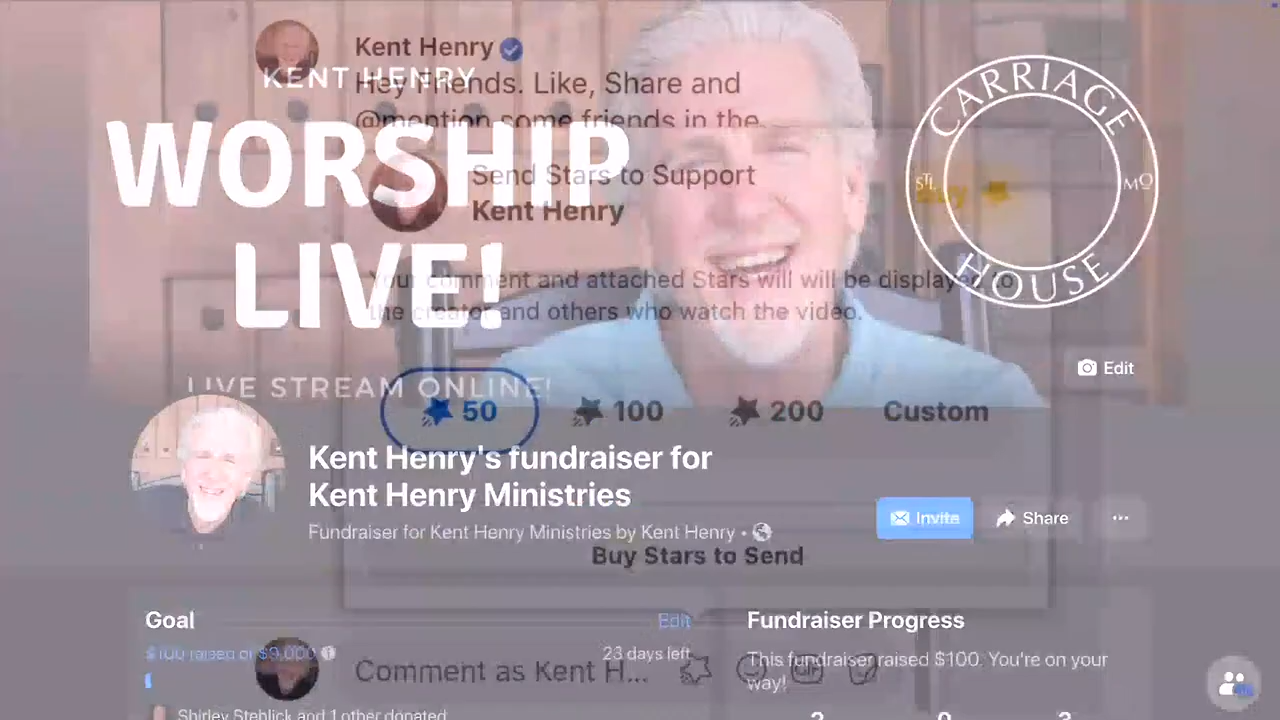 Kent Henry
KENT HENRY
Hey Friends. Like, Share and
@mention some friends in the
WORSHIP
LIVE!
LIVE STREAM ONLINE!
CARRIAGE
STL
MO
HOUSE
Send Stars to Support
Kent Henry
Your comment and attached Stars will will be displayed to
the creator and others who watch the video.
Edit
50
100
200
Custom
Kent Henry's fundraiser for
Kent Henry Ministries
Fundraiser for Kent Henry Ministries by Kent Henry •
Invite
Share
...
Buy Stars to Send
Goal
Edit
Fundraiser Progress
$100 raised of $9,000
23 days left
This fundraiser raised $100. You're on your
way!
Comment as Kent H...
GIF
Shirley Steblick and 1 other donated